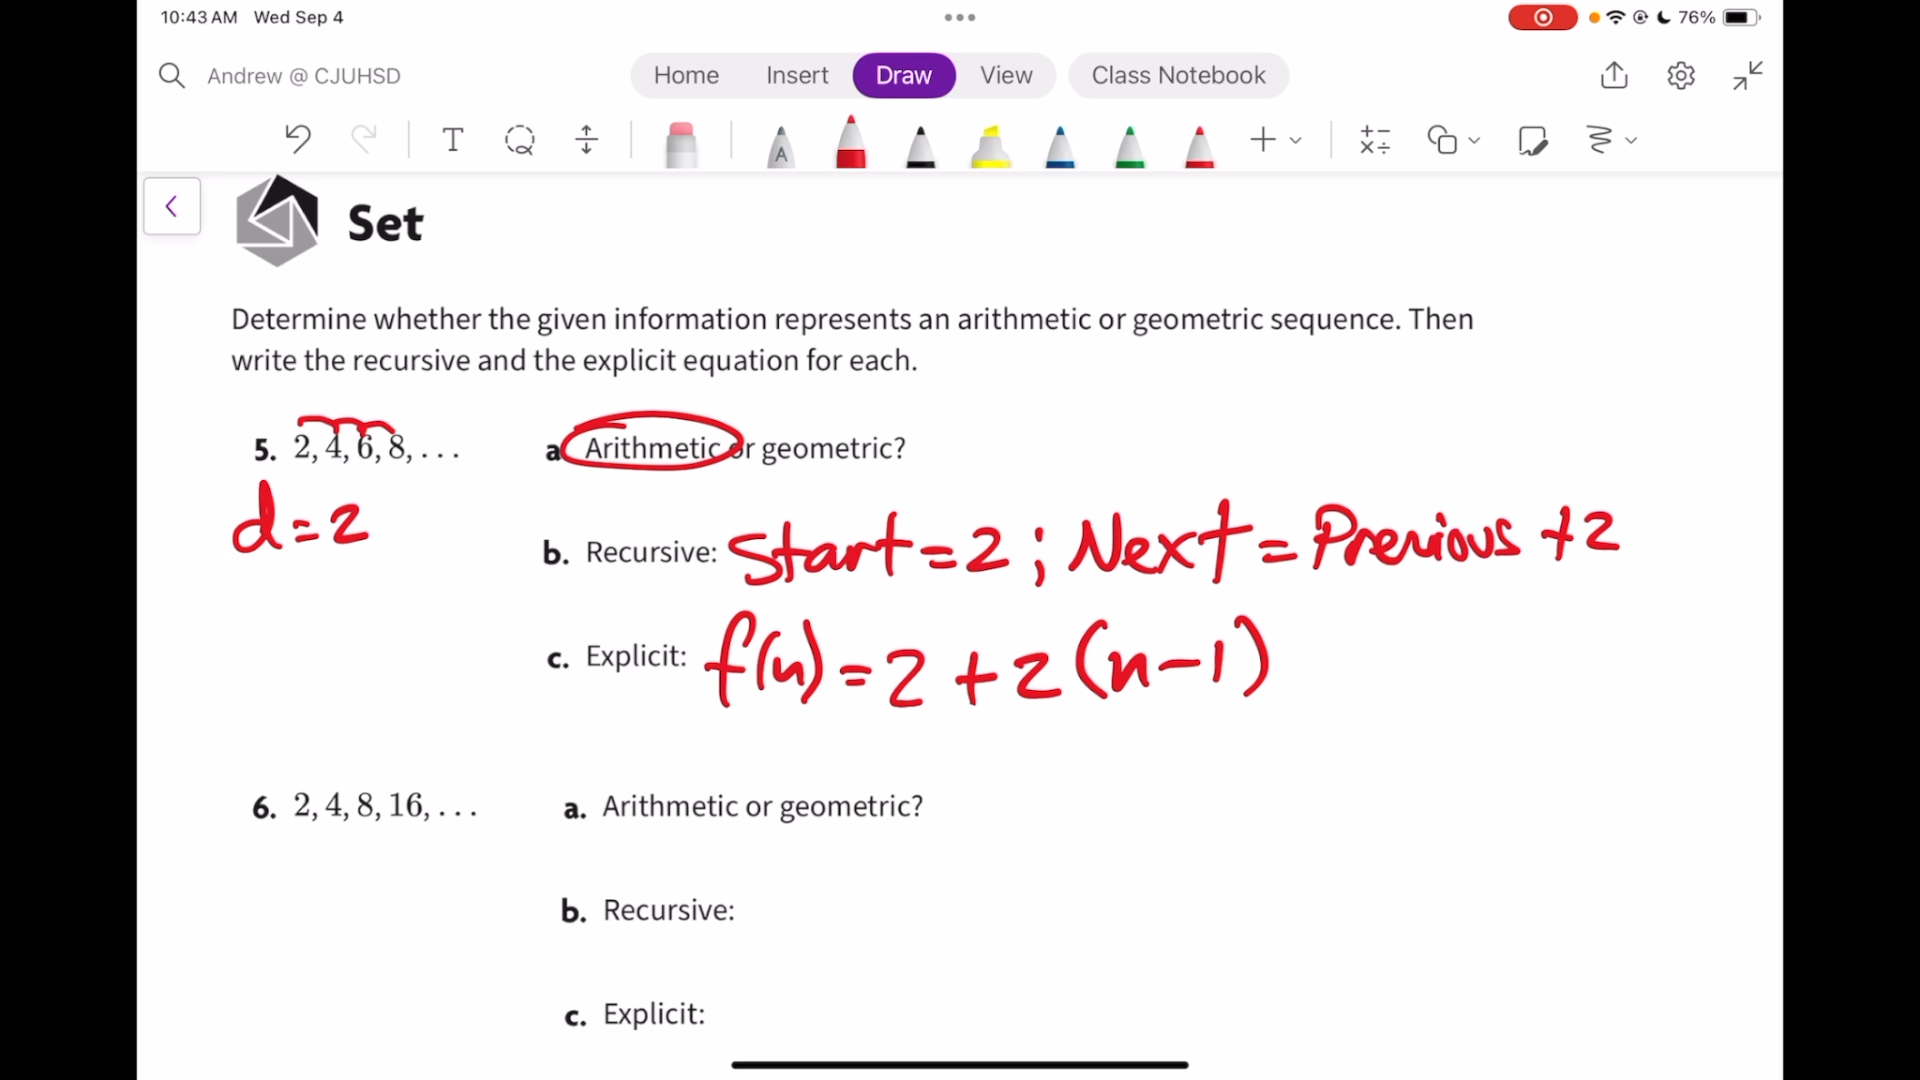 10:43 AM Wed Sep 4 76%
Andrew @ CJUHSD Home Insert Draw View Class Notebook
T A
Set
Determine whether the given information represents an arithmetic or geometric sequence. Then
write the recursive and the explicit equation for each.
5. 2, 4, 6, 8, . . . a. Arithmetic or geometric?
d=2
b. Recursive: Start=2; Next=Previous +2
c. Explicit: f(n)=2+2(n-1)
6. 2, 4, 8, 16, . . . a. Arithmetic or geometric?
b. Recursive:
c. Explicit: